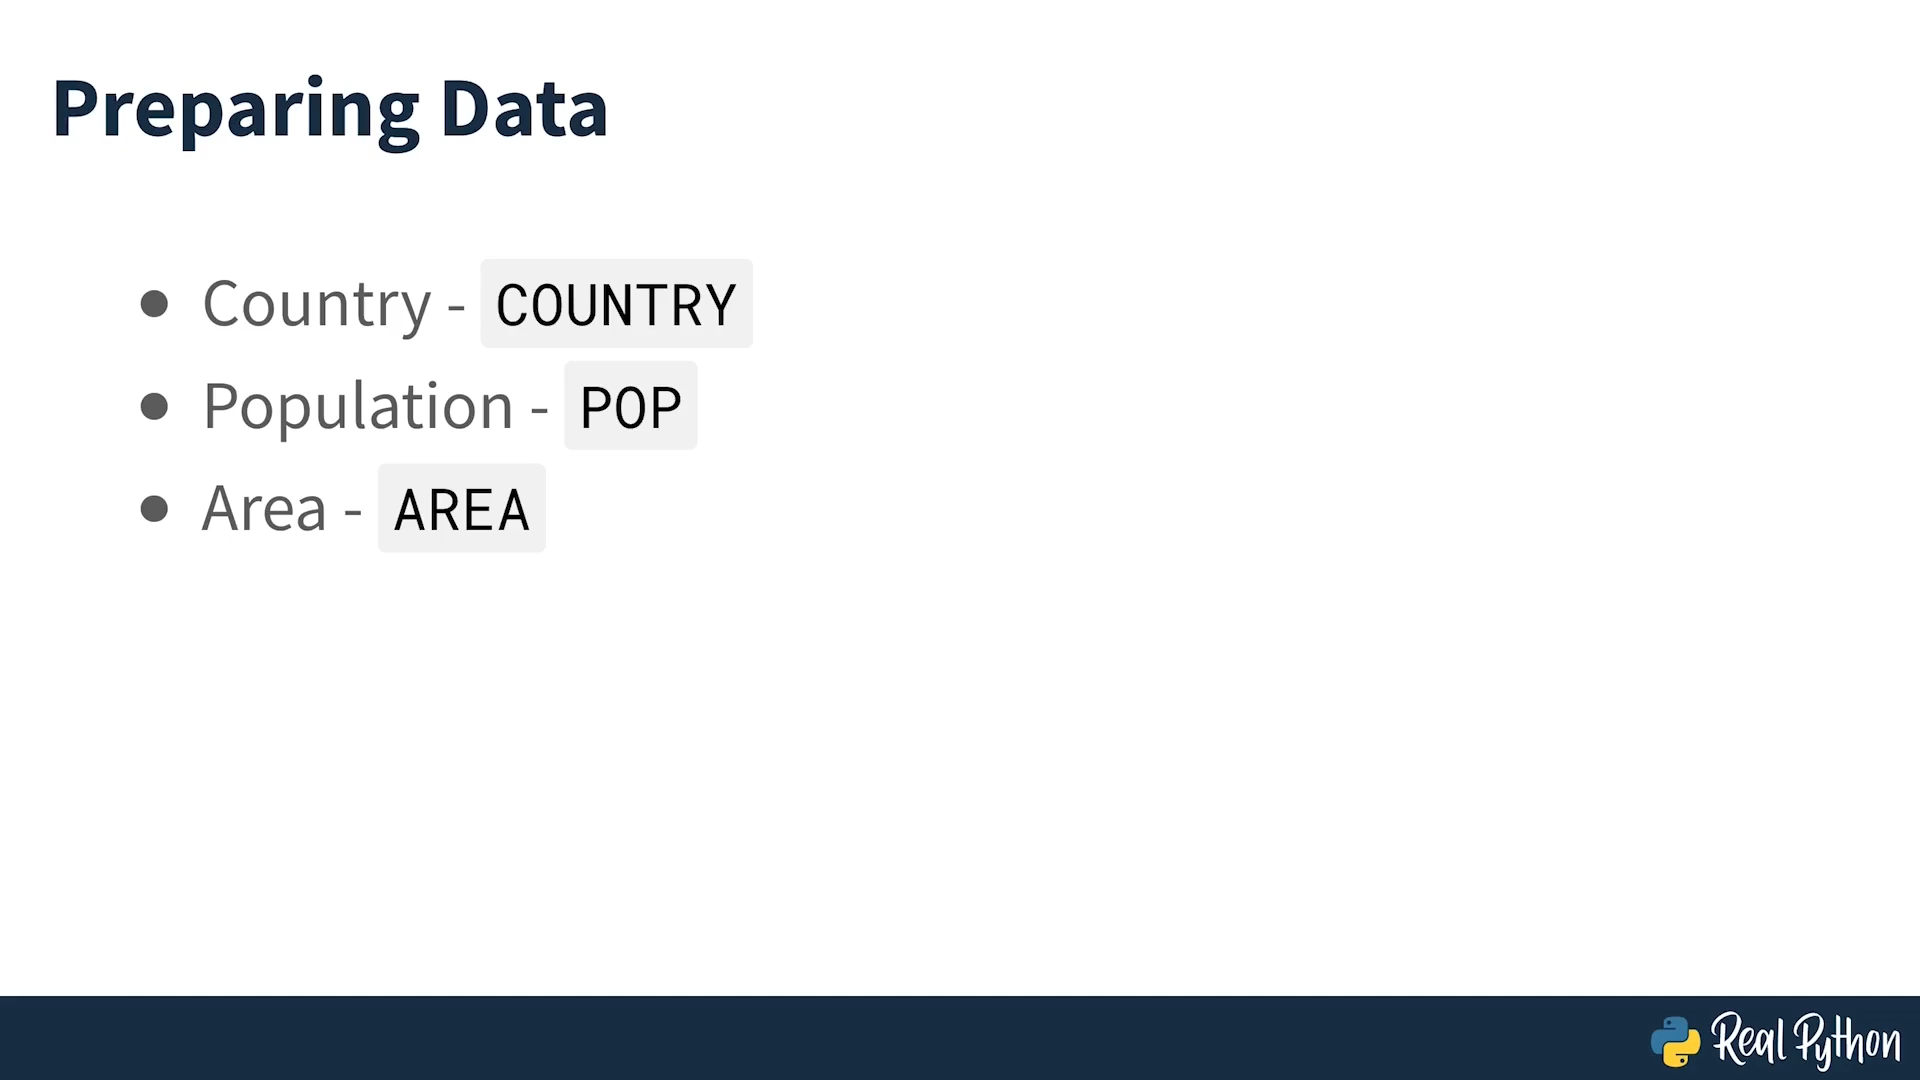 Preparing Data
● Country - COUNTRY
● Population - POP
● Area - AREA
Real Python